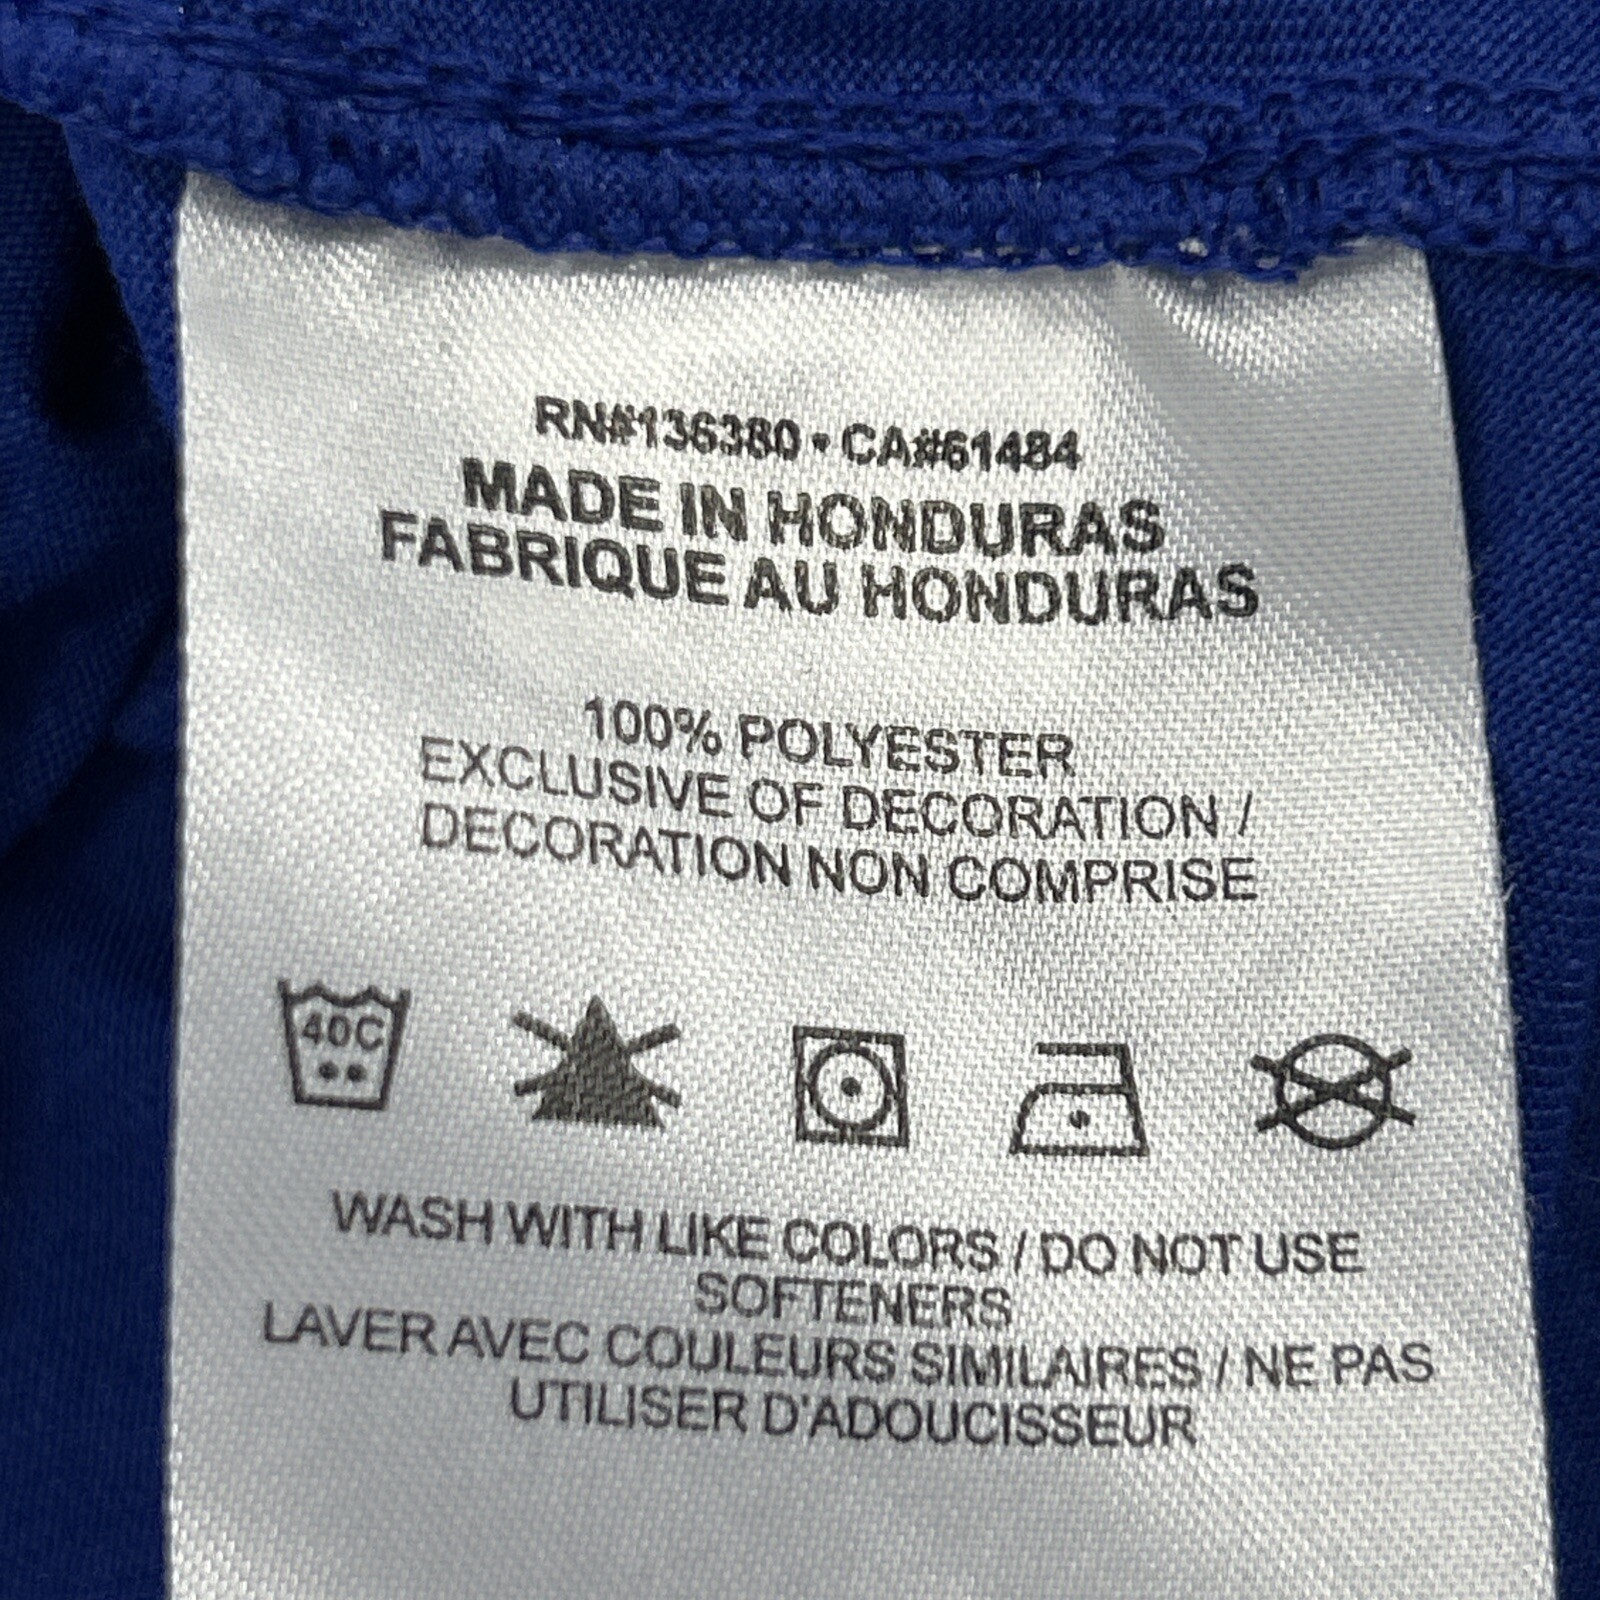 RN#136380 • CA#61484
MADE IN HONDURAS
FABRIQUE AU HONDURAS
100% POLYESTER
EXCLUSIVE OF DECORATION /
DECORATION NON COMPRISE
40C
WASH WITH LIKE COLORS / DO NOT USE
SOFTENERS
LAVER AVEC COULEURS SIMILAIRES / NE PAS
UTILISER D'ADOUCISSEUR